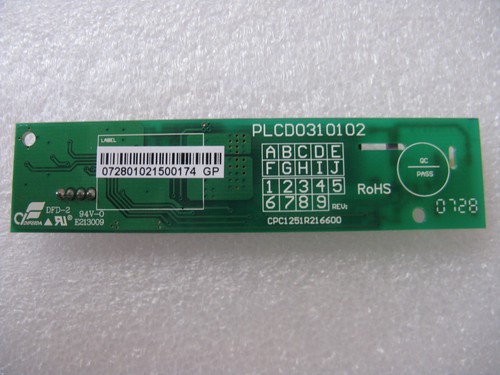 LABEL
072801021500174 GP
DFD-2
94V-0
E213009
PLCD0310102
A B C D E
F G H I J
1 2 3 4 5
6 7 8 9 REV:
CPC1251R216600
RoHS
QC
PASS
0728